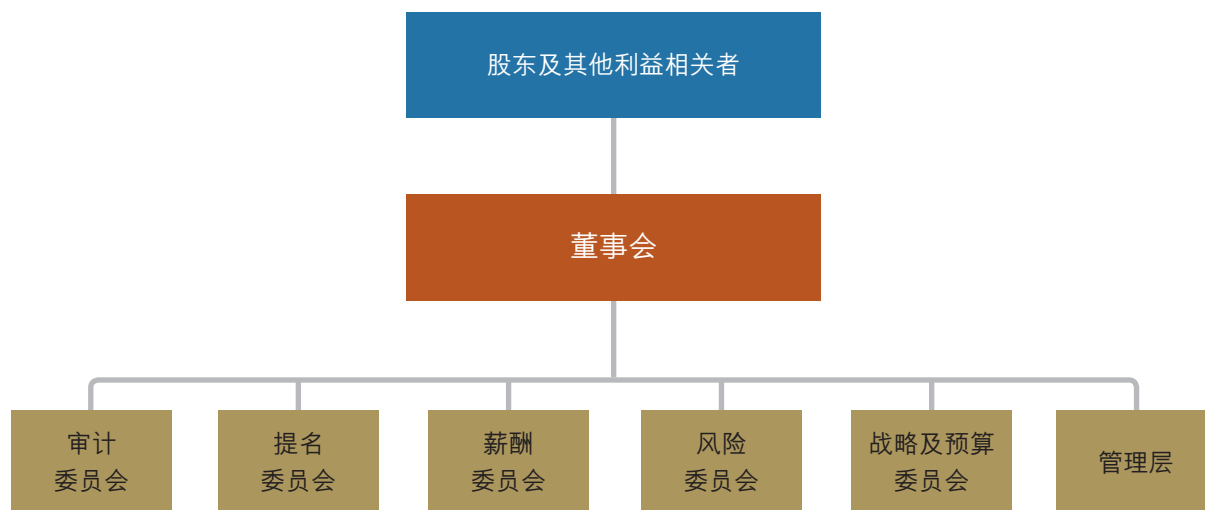 股东及其他利益相关者
董事会
审计
委员会
提名
委员会
薪酬
委员会
风险
委员会
战略及预算
委员会
管理层